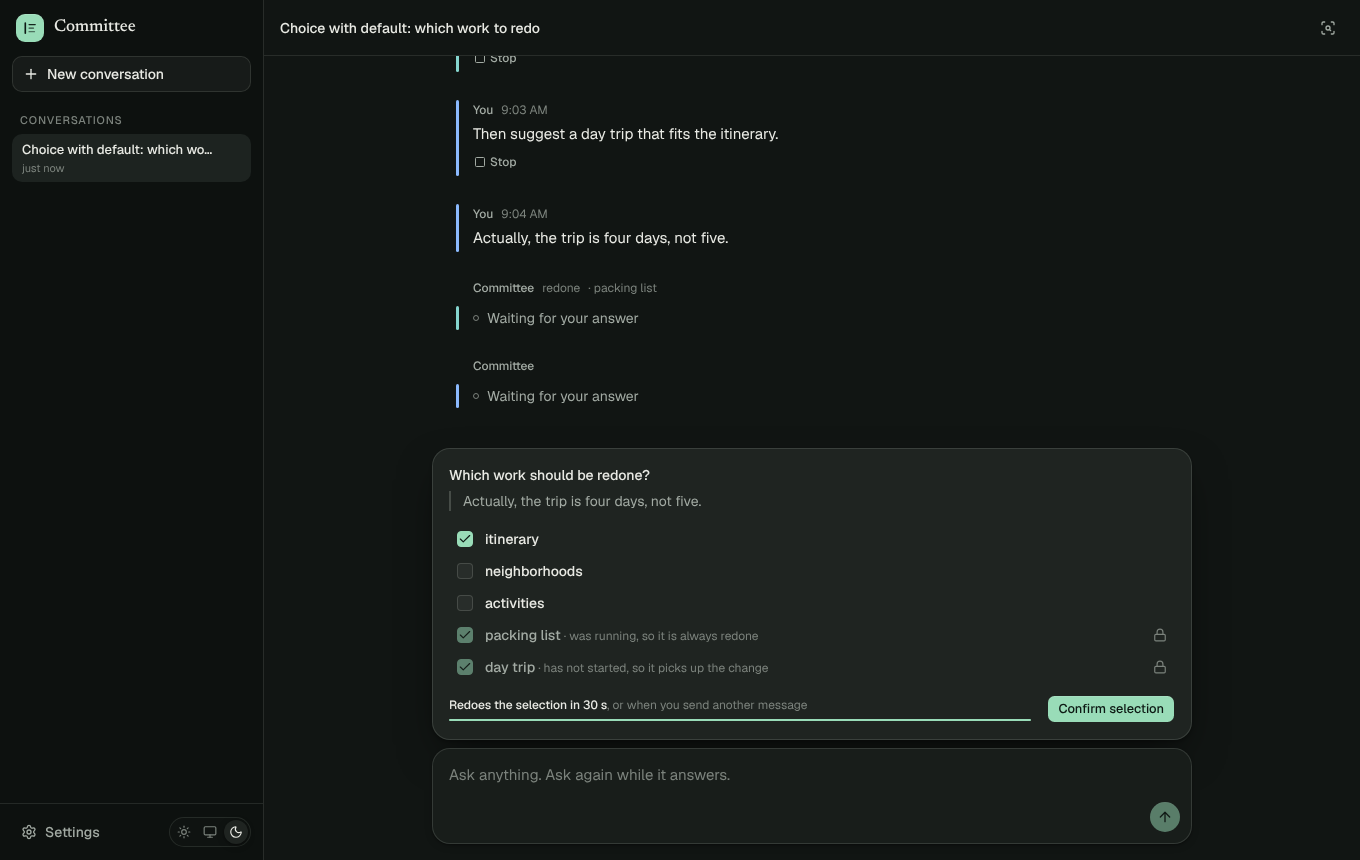 Committee
New conversation
CONVERSATIONS
Choice with default: which wo...
just now
Settings
Choice with default: which work to redo
Stop
You 9:03 AM
Then suggest a day trip that fits the itinerary.
Stop
You 9:04 AM
Actually, the trip is four days, not five.
Committee redone · packing list
Waiting for your answer
Committee
Waiting for your answer
Which work should be redone?
Actually, the trip is four days, not five.
itinerary
neighborhoods
activities
packing list · was running, so it is always redone
day trip · has not started, so it picks up the change
Redoes the selection in 30 s, or when you send another message
Confirm selection
Ask anything. Ask again while it answers.